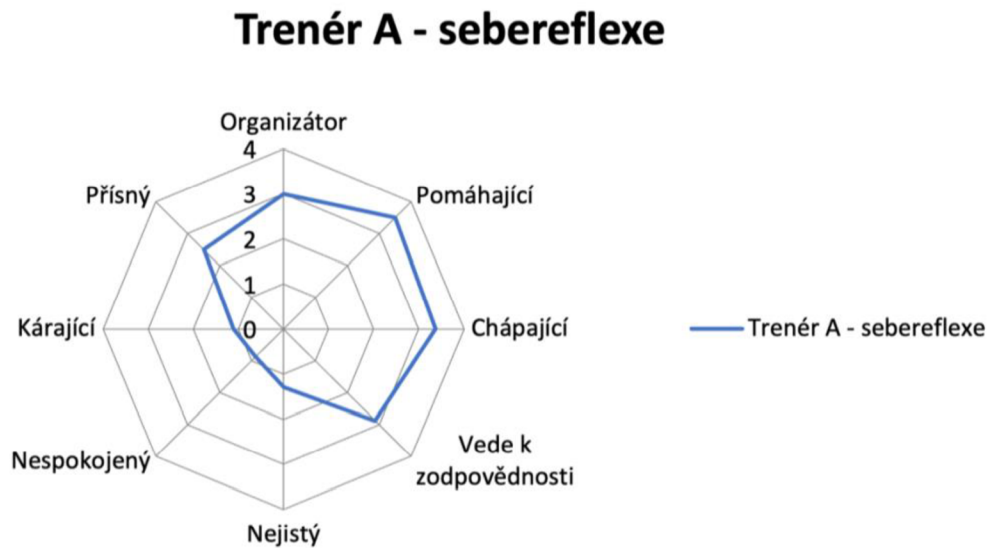 Trenér A - sebereflexe
Organizátor
4
Přísný
3
Pomáhající
2
1
Kárající
0
Chápající
Trenér A - sebereflexe
Vede k
zodpovědnosti
Nespokojený
Nejistý